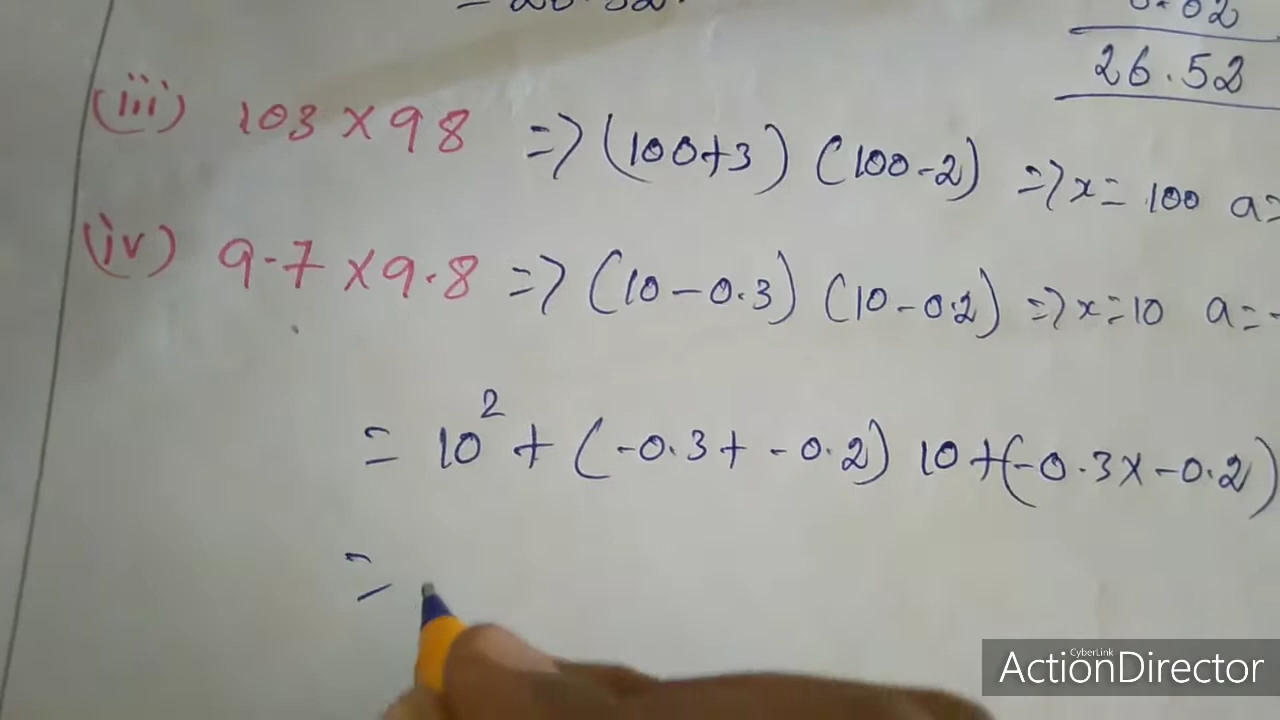 26.52
(iii) 103 × 98 => (100+3) (100-2) => x = 100 a=
(iv) 9.7 × 9.8 => (10 - 0.3) (10 - 0.2) => x = 10 a = -
= 10² + (-0.3 + -0.2) 10 + (-0.3 x -0.2)
=
CyberLink
ActionDirector